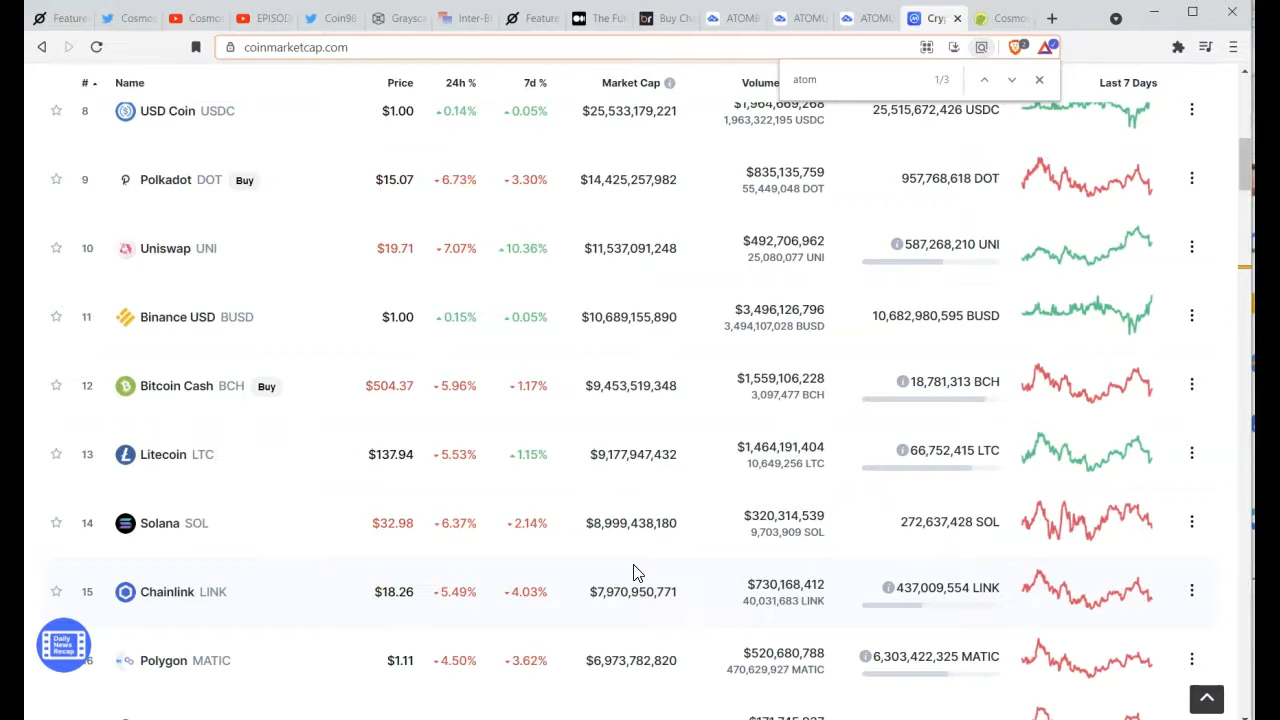 Feature Cosmos Cosmo EPISOD Coin98 Graysca Inter-Bl Feature The Fu Buy Cha ATOMB ATOMU ATOMU Cryp Cosmos
coinmarketcap.com
2
atom 1/3
# Name Price 24h % 7d % Market Cap Volume Last 7 Days
8 USD Coin USDC $1.00 0.14% 0.05% $25,533,179,221 $1,964,669,268 25,515,672,426 USDC
1,963,322,195 USDC
9 Polkadot DOT Buy $15.07 6.73% 3.30% $14,425,257,982 $835,135,759 957,768,618 DOT
55,449,048 DOT
10 Uniswap UNI $19.71 7.07% 10.36% $11,537,091,248 $492,706,962 587,268,210 UNI
25,080,077 UNI
11 Binance USD BUSD $1.00 0.15% 0.05% $10,689,155,890 $3,496,126,796 10,682,980,595 BUSD
3,494,107,028 BUSD
12 Bitcoin Cash BCH Buy $504.37 5.96% 1.17% $9,453,519,348 $1,559,106,228 18,781,313 BCH
3,097,477 BCH
13 Litecoin LTC $137.94 5.53% 1.15% $9,177,947,432 $1,464,191,404 66,752,415 LTC
10,649,256 LTC
14 Solana SOL $32.98 6.37% 2.14% $8,999,438,180 $320,314,539 272,637,428 SOL
9,703,909 SOL
15 Chainlink LINK $18.26 5.49% 4.03% $7,970,950,771 $730,168,412 437,009,554 LINK
40,031,683 LINK
Daily
News
Recap
6 Polygon MATIC $1.11 4.50% 3.62% $6,973,782,820 $520,680,788 6,303,422,325 MATIC
470,629,927 MATIC